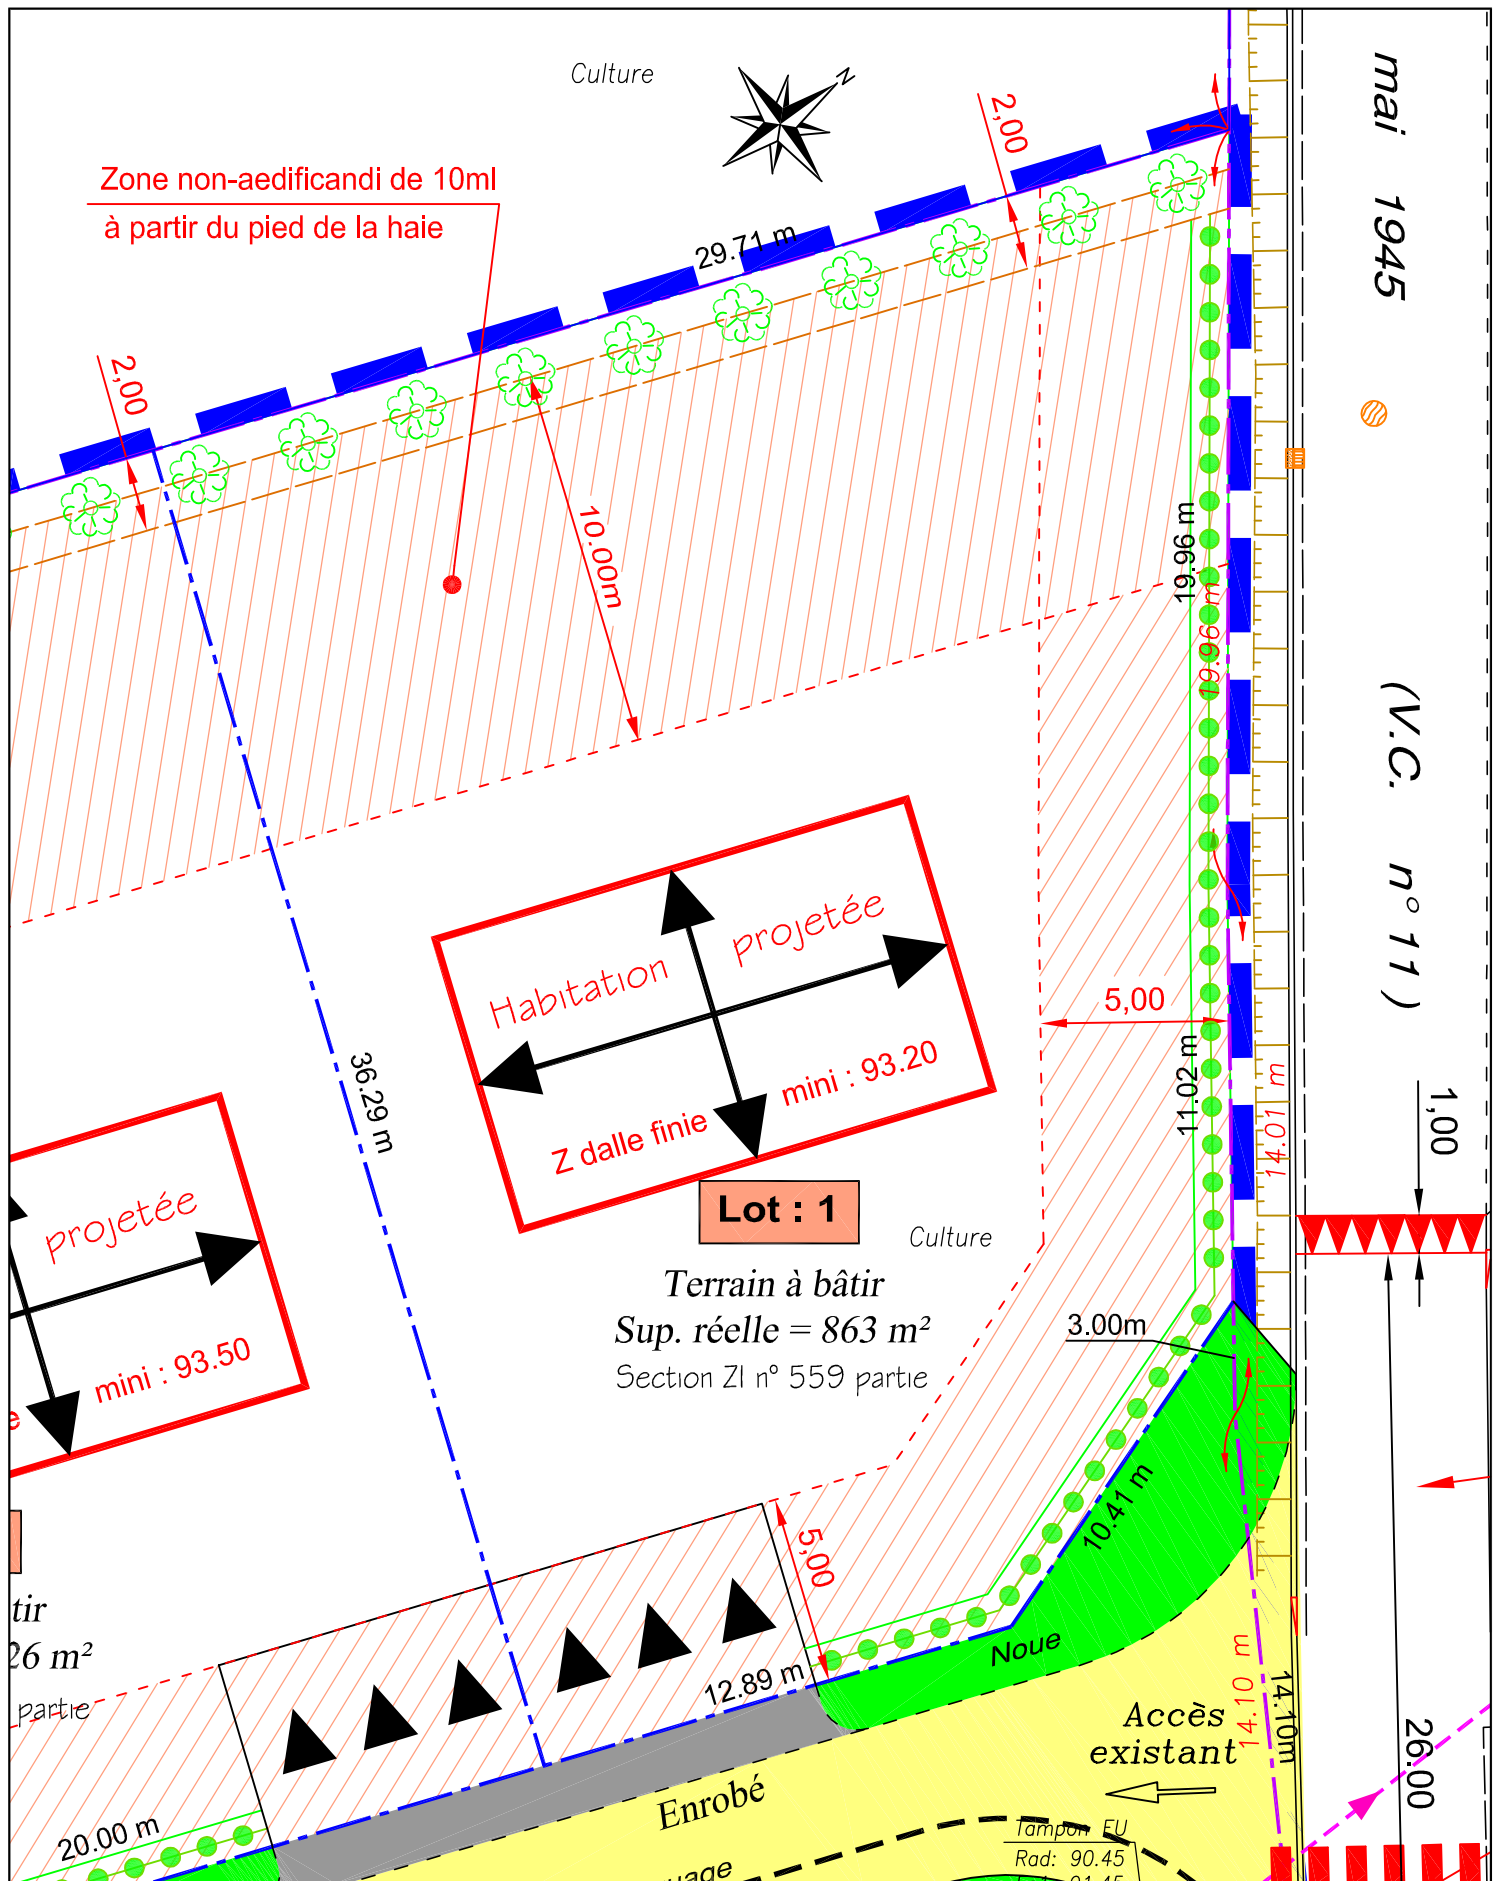 Culture
N
mai 1945
(V.C. n° 11 )
Zone non-aedificandi de 10ml
à partir du pied de la haie
2,00
29.71 m
2,00
10.00m
19.96 m
19.96 m
36.29 m
Habitation projetée
Z dalle finie mini : 93.20
5,00
11.02 m
14.01 m
1,00
Lot : 1
Culture
Terrain à bâtir
Sup. réelle = 863 m²
Section ZI n° 559 partie
3.00m
projetée
mini : 93.50
e
tir
26 m²
partie
5,00
10.41 m
12.89 m
Noue
14.10 m
14.10m
Accès
existant
26.00
Enrobé
20.00 m
Tampon EU
Rad: 90.45
uage